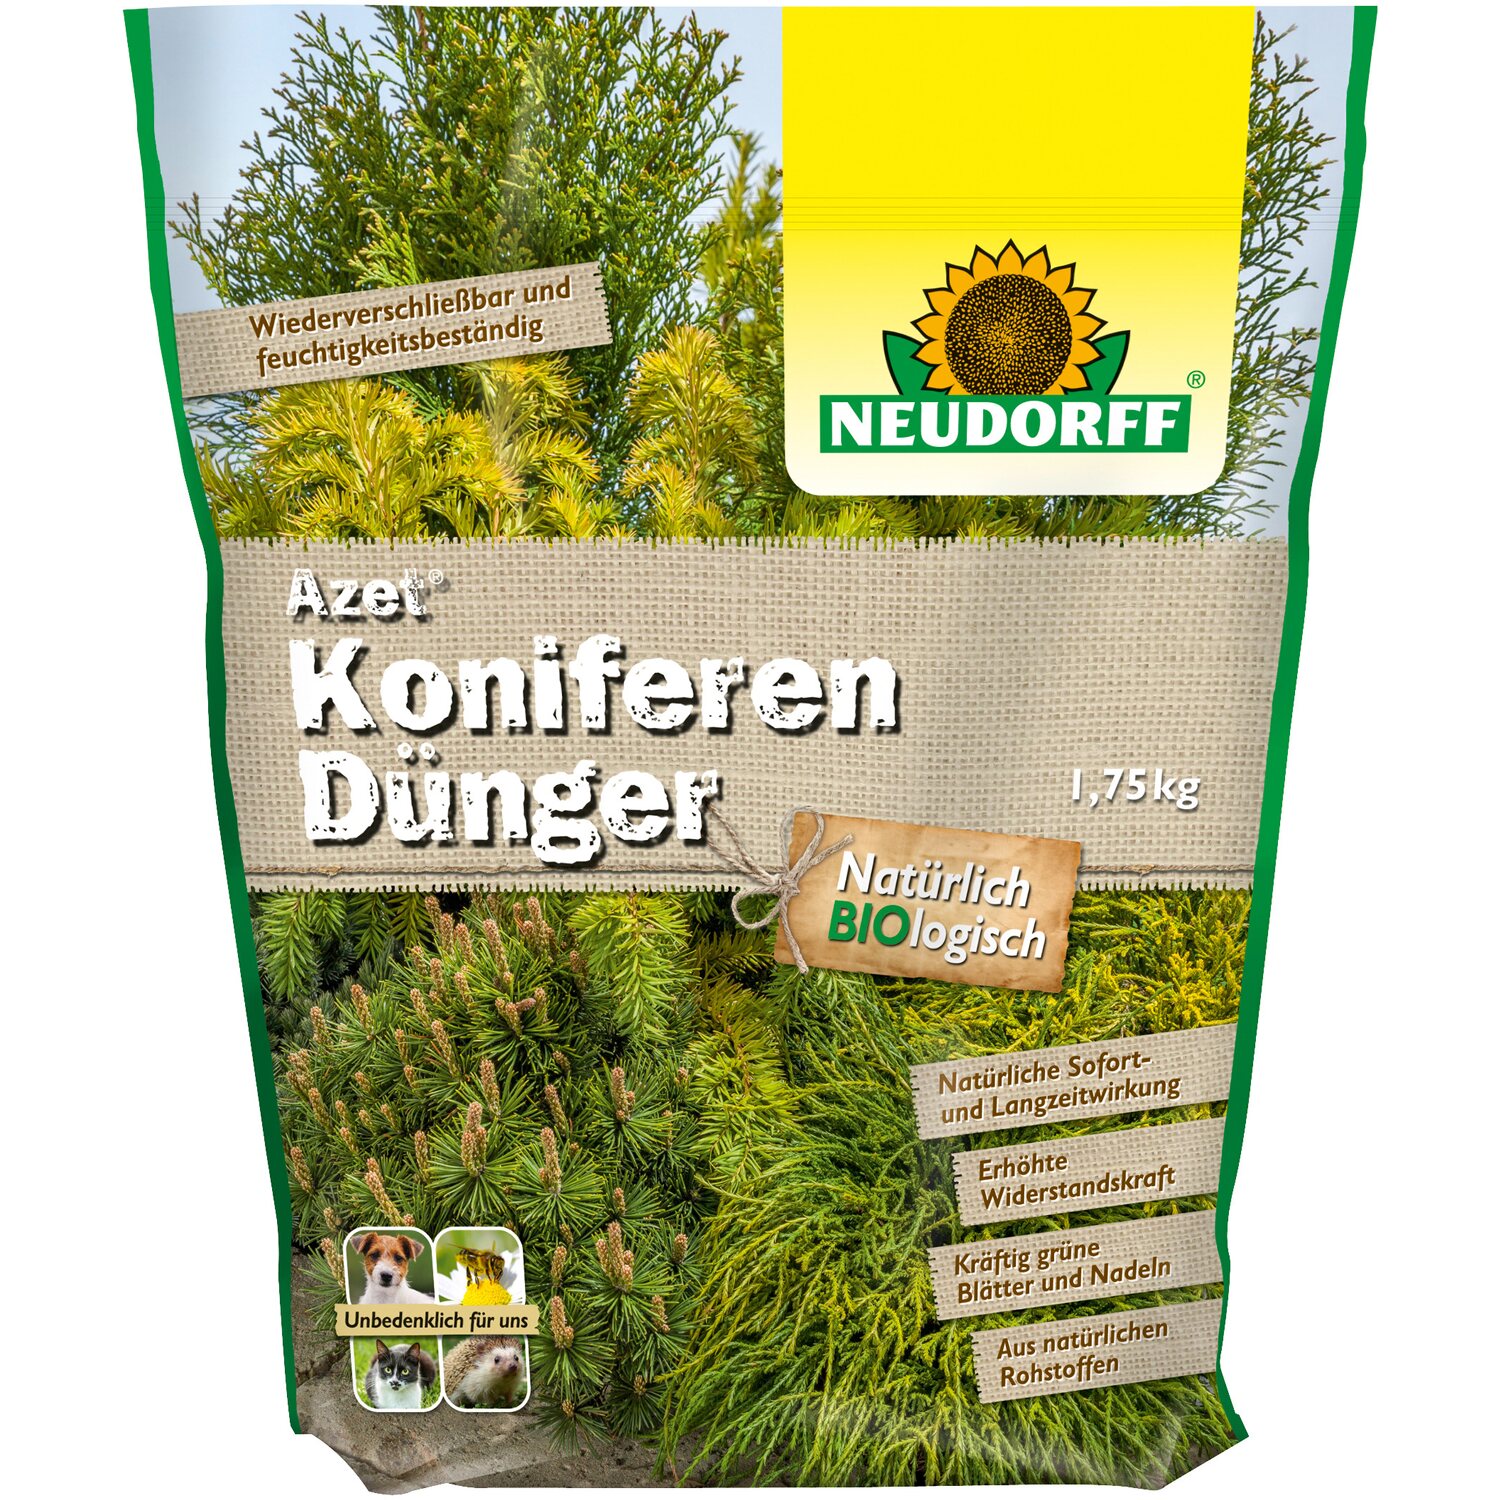 Wiederverschließbar und
feuchtigkeitsbeständig
NEUDORFF®
Azet®
Koniferen
Dünger
1,75 kg
Natürlich
BIOlogisch
Natürliche Sofort-
und Langzeitwirkung
Erhöhte
Widerstandskraft
Kräftig grüne
Blätter und Nadeln
Aus natürlichen
Rohstoffen
Unbedenklich für uns